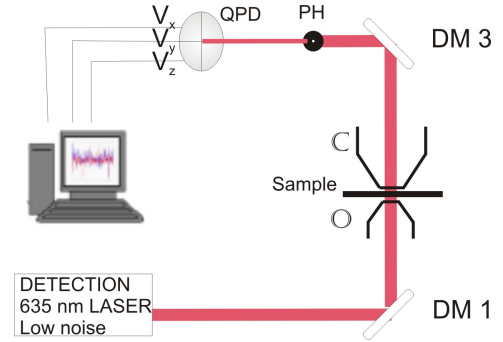 Vx
Vy
Vz
QPD
PH
DM 3
ℂ
Sample
𝕆
DETECTION
635 nm LASER
Low noise
DM 1